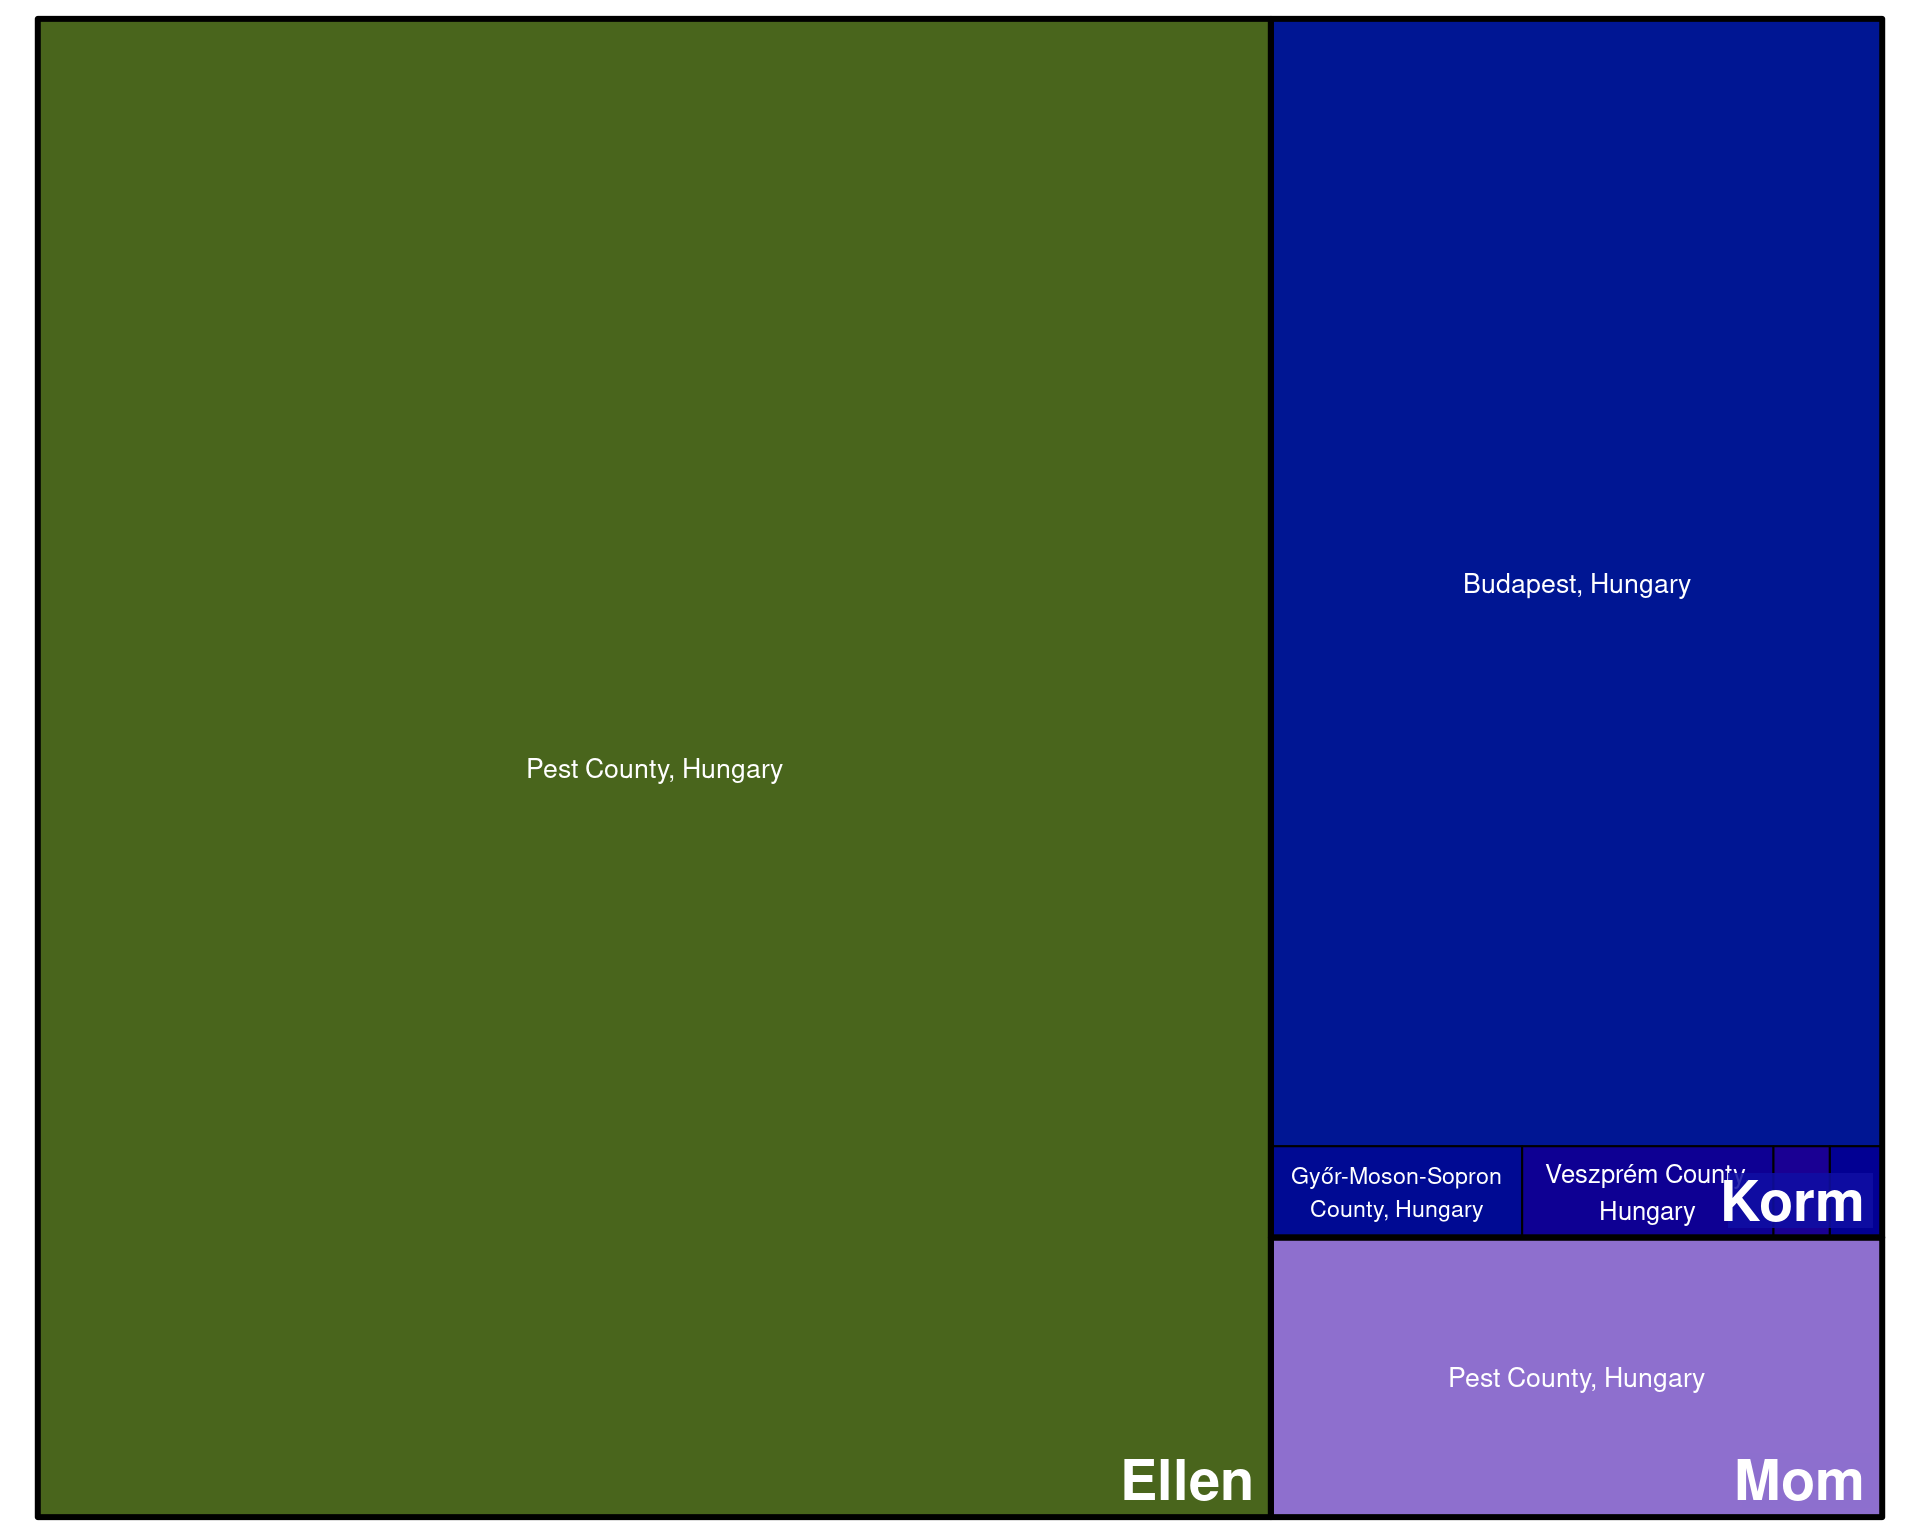 Pest County, Hungary
Ellen
Budapest, Hungary
Győr-Moson-Sopron
County, Hungary
Veszprém County
Hungary
Korm
Pest County, Hungary
Mom